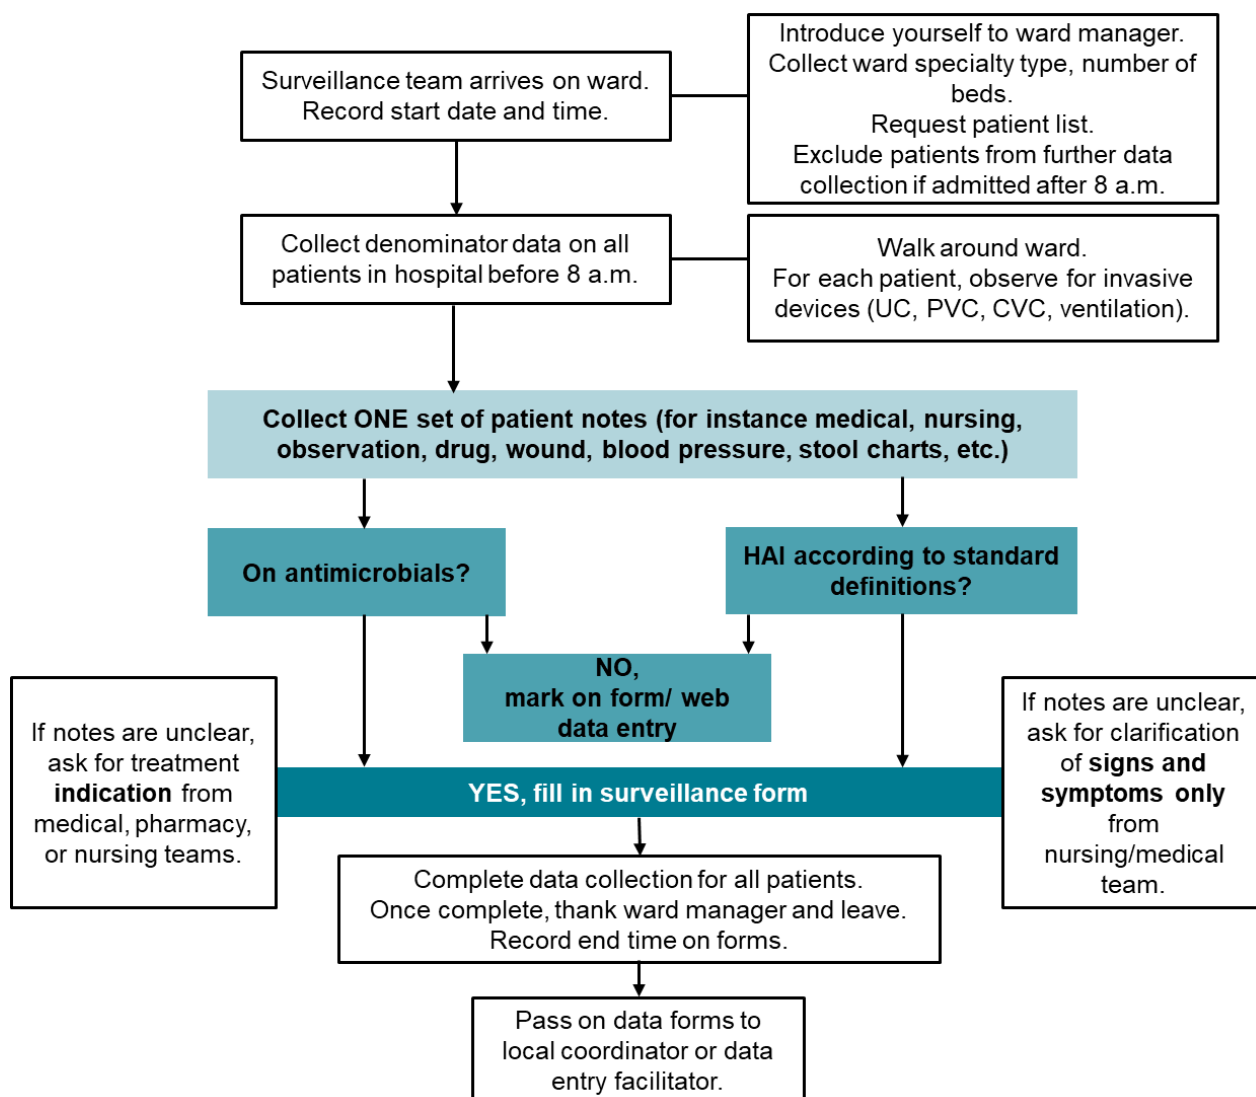 Surveillance team arrives on ward.
Record start date and time.
Introduce yourself to ward manager.
Collect ward specialty type, number of
beds.
Request patient list.
Exclude patients from further data
collection if admitted after 8 a.m.
Collect denominator data on all
patients in hospital before 8 a.m.
Walk around ward.
For each patient, observe for invasive
devices (UC, PVC, CVC, ventilation).
Collect ONE set of patient notes (for instance medical, nursing,
observation, drug, wound, blood pressure, stool charts, etc.)
On antimicrobials?
HAI according to standard
definitions?
NO,
mark on form/ web
data entry
If notes are unclear,
ask for treatment
indication from
medical, pharmacy,
or nursing teams.
If notes are unclear,
ask for clarification
of signs and
symptoms only
from
nursing/medical
team.
YES, fill in surveillance form
Complete data collection for all patients.
Once complete, thank ward manager and leave.
Record end time on forms.
Pass on data forms to
local coordinator or data
entry facilitator.